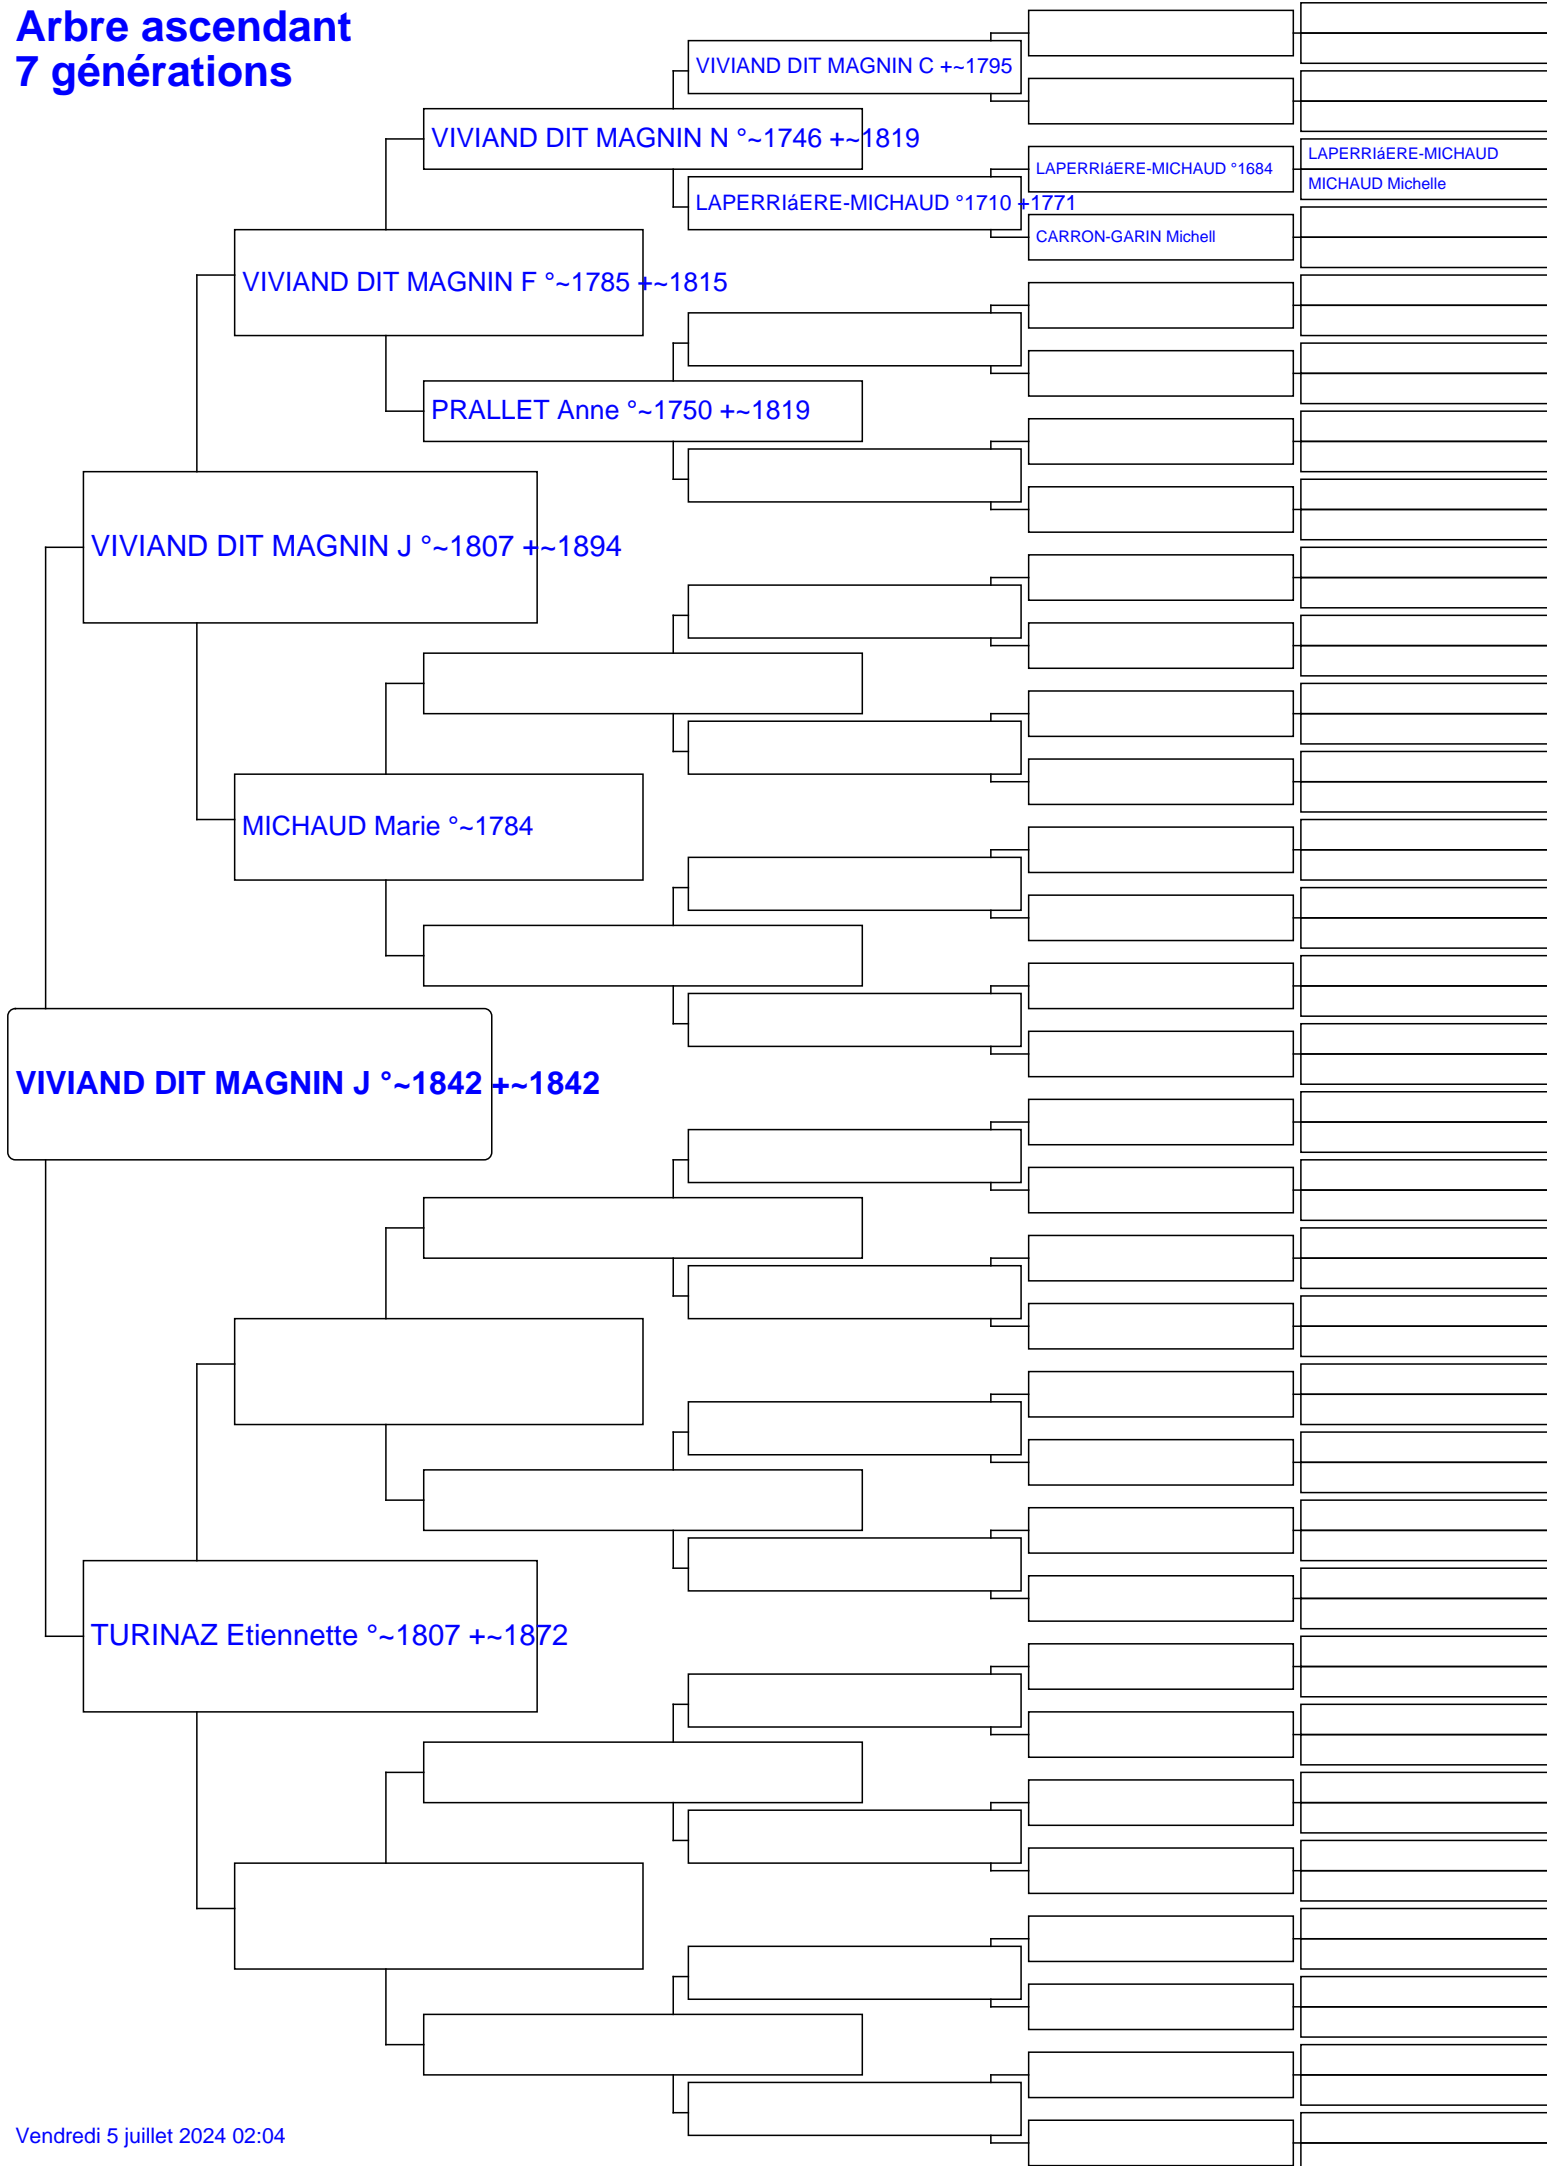 Arbre ascendant
7 générations
VIVIAND DIT MAGNIN C +~1795
VIVIAND DIT MAGNIN N °~1746 +~1819
LAPERRIáERE-MICHAUD °1684
LAPERRIáERE-MICHAUD
MICHAUD Michelle
LAPERRIáERE-MICHAUD °1710 +1771
CARRON-GARIN Michell
VIVIAND DIT MAGNIN F °~1785 +~1815
PRALLET Anne °~1750 +~1819
VIVIAND DIT MAGNIN J °~1807 +~1894
MICHAUD Marie °~1784
VIVIAND DIT MAGNIN J °~1842 +~1842
TURINAZ Etiennette °~1807 +~1872
Vendredi 5 juillet 2024 02:04